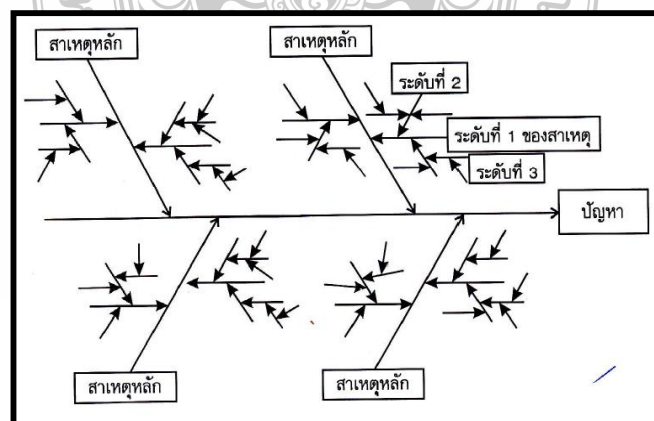 สาเหตุหลัก
สาเหตุหลัก
ระดับที่ 2
ระดับที่ 1 ของสาเหตุ
ระดับที่ 3
ปัญหา
สาเหตุหลัก
สาเหตุหลัก